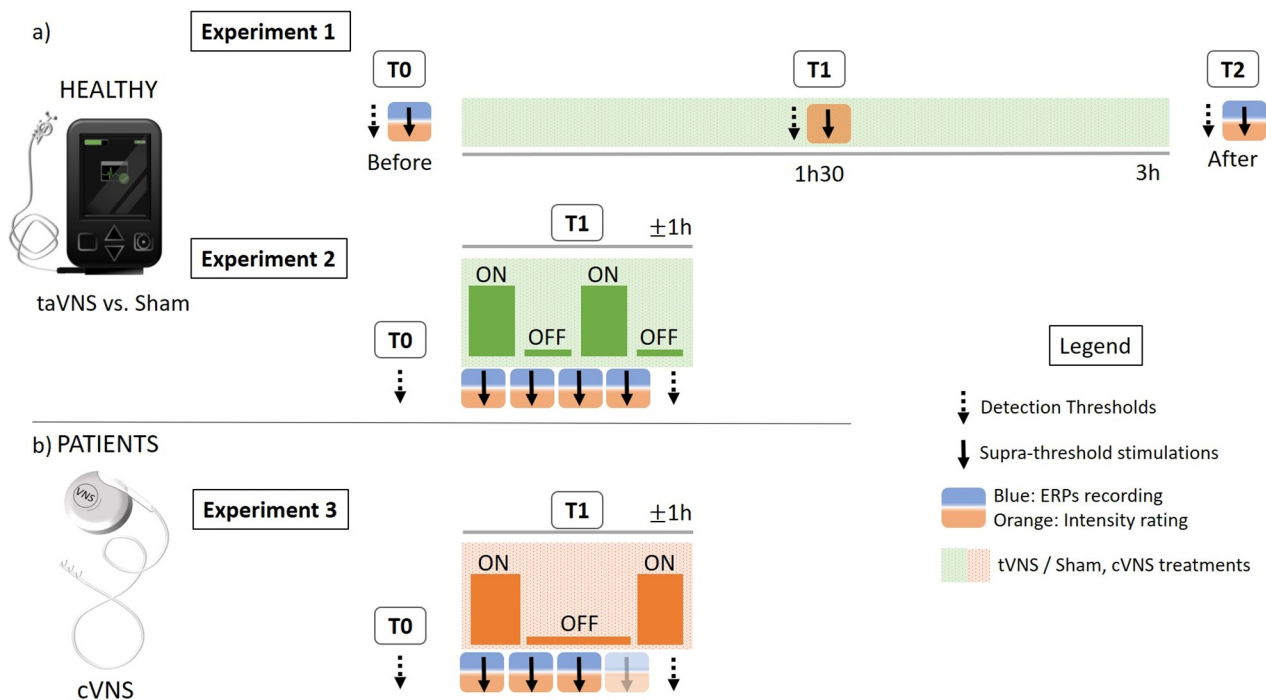 a)
Experiment 1
HEALTHY
T0
T1
T2
Before
1h30
3h
After
taVNS vs. Sham
Experiment 2
T1
±1h
ON
OFF
ON
OFF
T0
Legend
Detection Thresholds
Supra-threshold stimulations
Blue: ERPs recording
Orange: Intensity rating
tVNS / Sham, cVNS treatments
b) PATIENTS
VNS
cVNS
Experiment 3
T1
±1h
ON
OFF
ON
T0